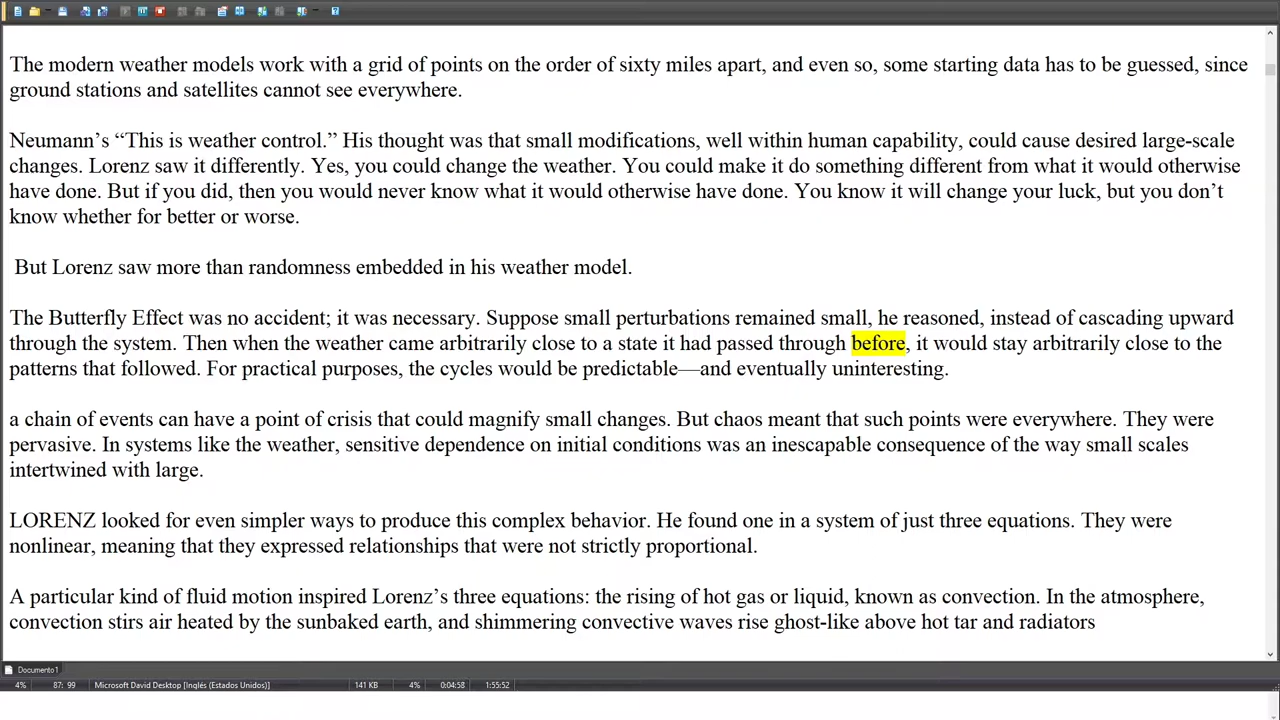 The modern weather models work with a grid of points on the order of sixty miles apart, and even so, some starting data has to be guessed, since
ground stations and satellites cannot see everywhere.
Neumann’s “This is weather control.” His thought was that small modifications, well within human capability, could cause desired large-scale
changes. Lorenz saw it differently. Yes, you could change the weather. You could make it do something different from what it would otherwise
have done. But if you did, then you would never know what it would otherwise have done. You know it will change your luck, but you don’t
know whether for better or worse.
But Lorenz saw more than randomness embedded in his weather model.
The Butterfly Effect was no accident; it was necessary. Suppose small perturbations remained small, he reasoned, instead of cascading upward
through the system. Then when the weather came arbitrarily close to a state it had passed through before, it would stay arbitrarily close to the
patterns that followed. For practical purposes, the cycles would be predictable—and eventually uninteresting.
a chain of events can have a point of crisis that could magnify small changes. But chaos meant that such points were everywhere. They were
pervasive. In systems like the weather, sensitive dependence on initial conditions was an inescapable consequence of the way small scales
intertwined with large.
LORENZ looked for even simpler ways to produce this complex behavior. He found one in a system of just three equations. They were
nonlinear, meaning that they expressed relationships that were not strictly proportional.
A particular kind of fluid motion inspired Lorenz’s three equations: the rising of hot gas or liquid, known as convection. In the atmosphere,
convection stirs air heated by the sunbaked earth, and shimmering convective waves rise ghost-like above hot tar and radiators
Documento1
4% 87: 99 Microsoft David Desktop [Inglés (Estados Unidos)] 141 KB 4% 0:04:58 1:55:52